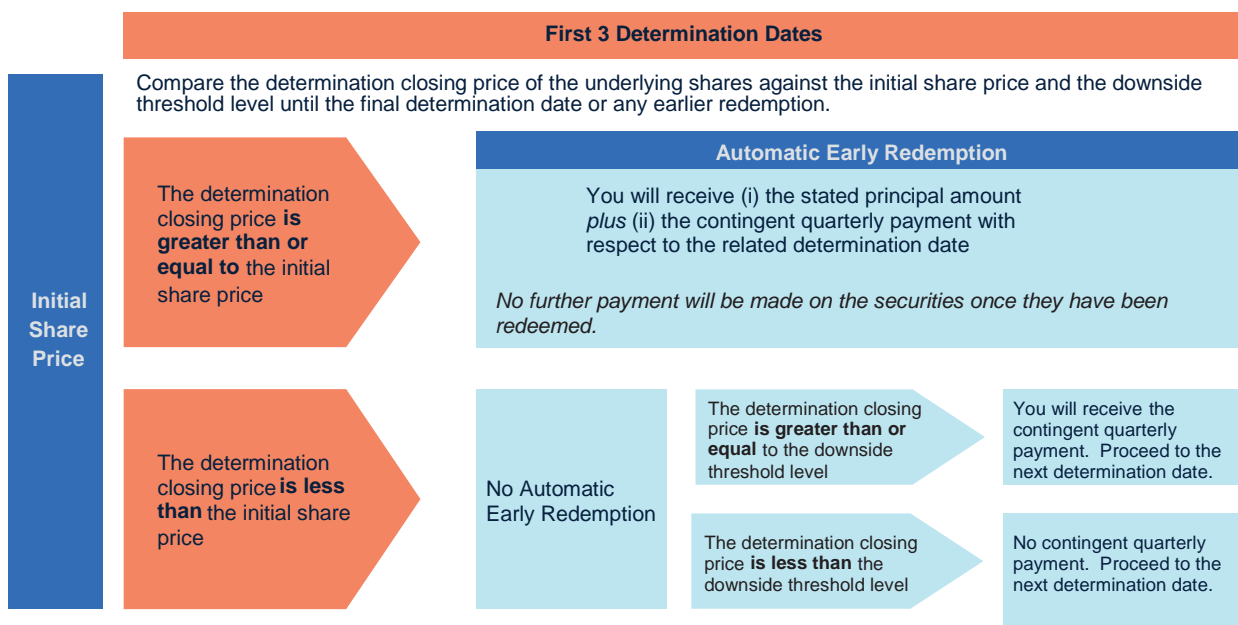 First 3 Determination Dates
Compare the determination closing price of the underlying shares against the initial share price and the downside
threshold level until the final determination date or any earlier redemption.
Initial
Share
Price
The determination
closing price is
greater than or
equal to the initial
share price
Automatic Early Redemption
You will receive (i) the stated principal amount
plus (ii) the contingent quarterly payment with
respect to the related determination date
No further payment will be made on the securities once they have been
redeemed.
The determination
closing price is less
than the initial share
price
No Automatic
Early Redemption
The determination closing
price is greater than or
equal to the downside
threshold level
You will receive the
contingent quarterly
payment. Proceed to the
next determination date.
The determination closing
price is less than the
downside threshold level
No contingent quarterly
payment. Proceed to the
next determination date.